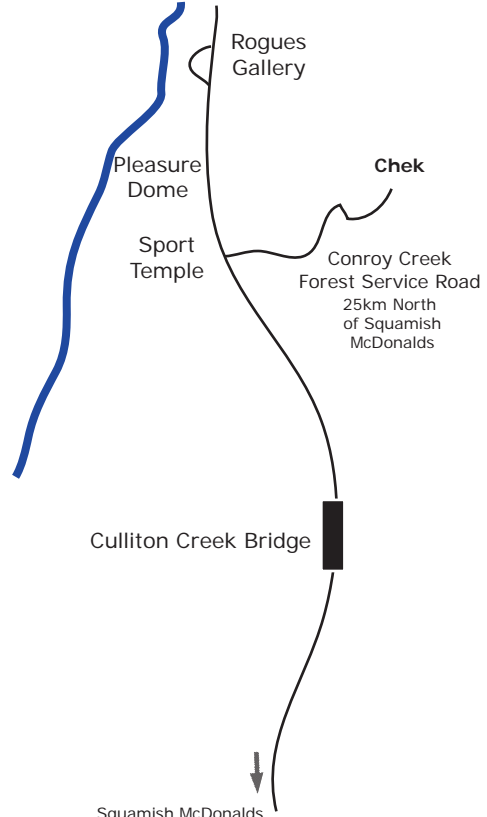 Rogues
Gallery
Pleasure
Dome
Chek
Sport
Temple
Conroy Creek
Forest Service Road
25km North
of Squamish
McDonalds
Culliton Creek Bridge
Squamish McDonalds